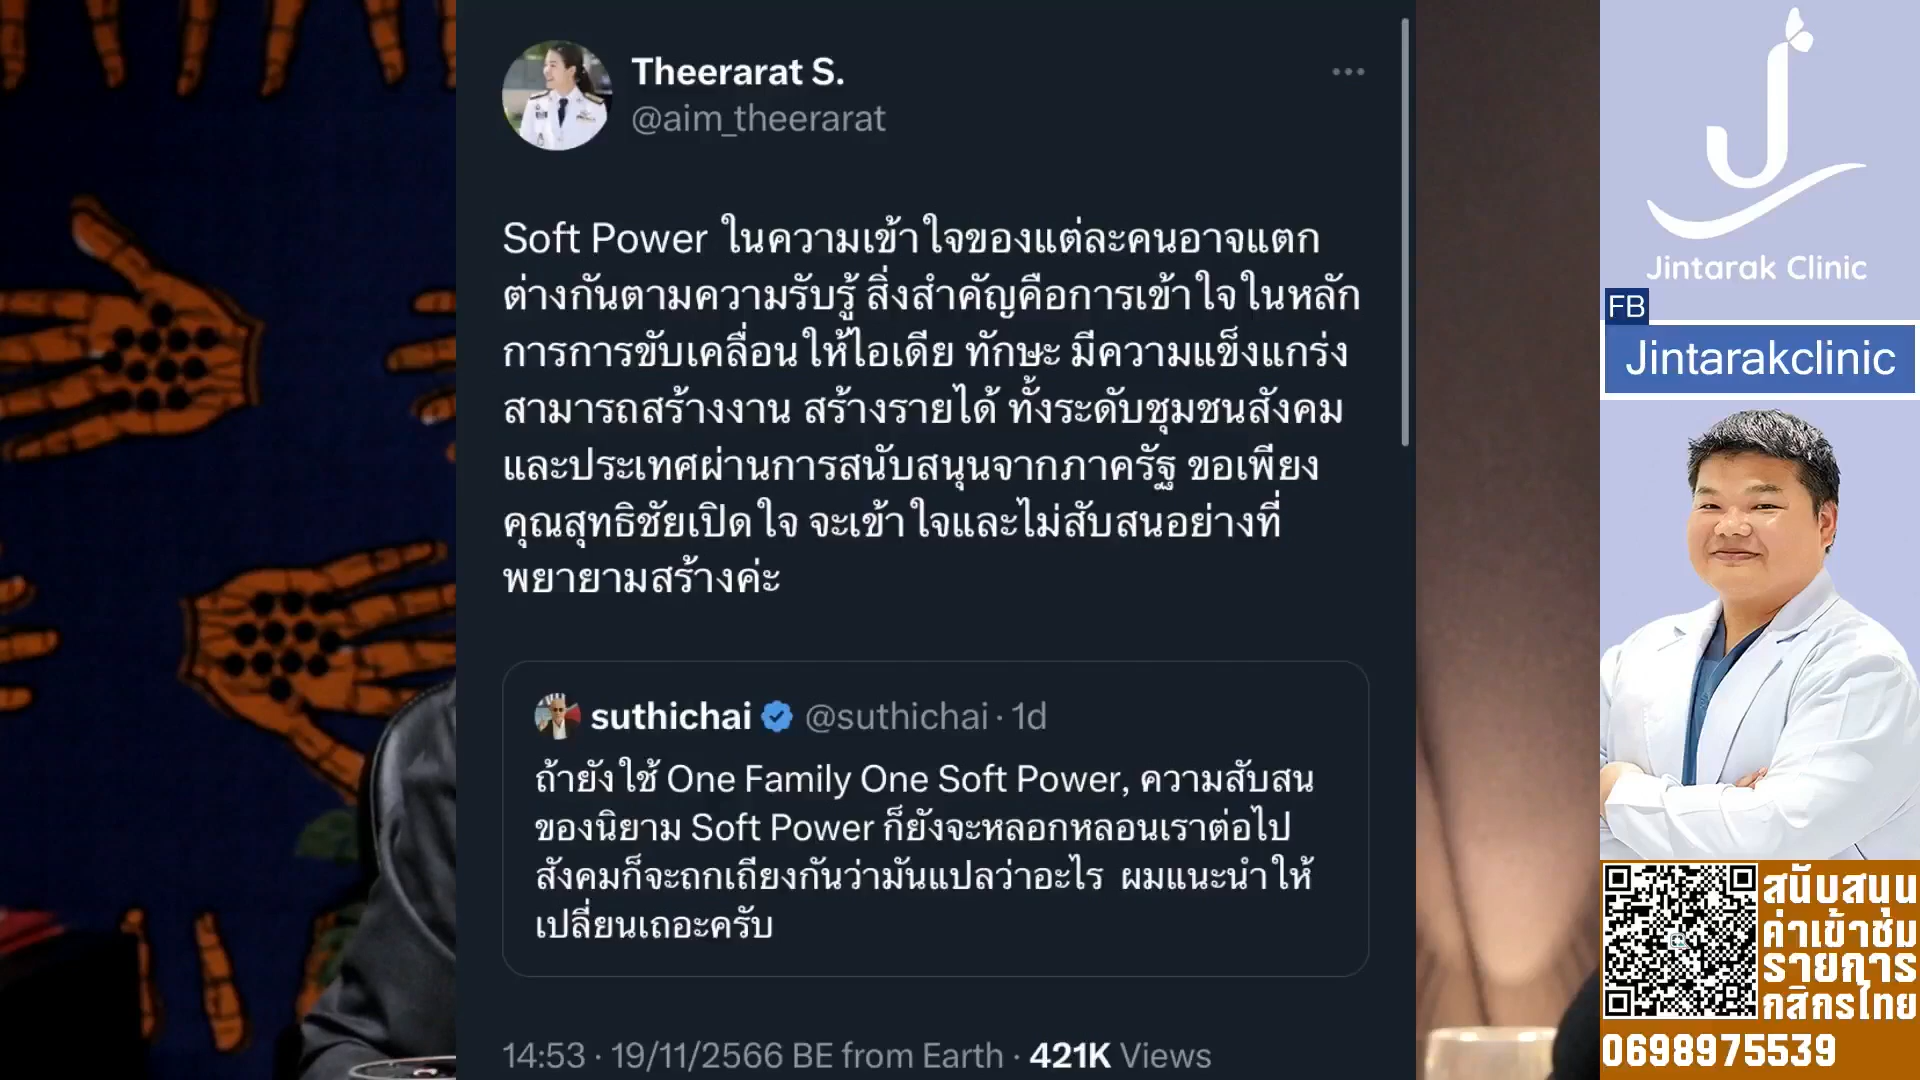 Theerarat S.
@aim_theerarat
Soft Power ในความเข้าใจของแต่ละคนอาจแตก
ต่างกันตามความรับรู้ สิ่งสำคัญคือการเข้าใจในหลัก
การการขับเคลื่อนให้ไอเดีย ทักษะ มีความแข็งแกร่ง
สามารถสร้างงาน สร้างรายได้ ทั้งระดับชุมชนสังคม
และประเทศผ่านการสนับสนุนจากภาครัฐ ขอเพียง
คุณสุทธิชัยเปิดใจ จะเข้าใจและไม่สับสนอย่างที่
พยายามสร้างค่ะ
suthichai @suthichai · 1d
ถ้ายังใช้ One Family One Soft Power, ความสับสน
ของนิยาม Soft Power ก็ยังจะหลอกหลอนเราต่อไป
สังคมก็จะถกเถียงกันว่ามันแปลว่าอะไร ผมแนะนำให้
เปลี่ยนเถอะครับ
14:53 · 19/11/2566 BE from Earth · 421K Views
Jintarak Clinic
FB
Jintarakclinic
สนับสนุน
ค่าเข้าชม
รายการ
กสิกรไทย
0698975539